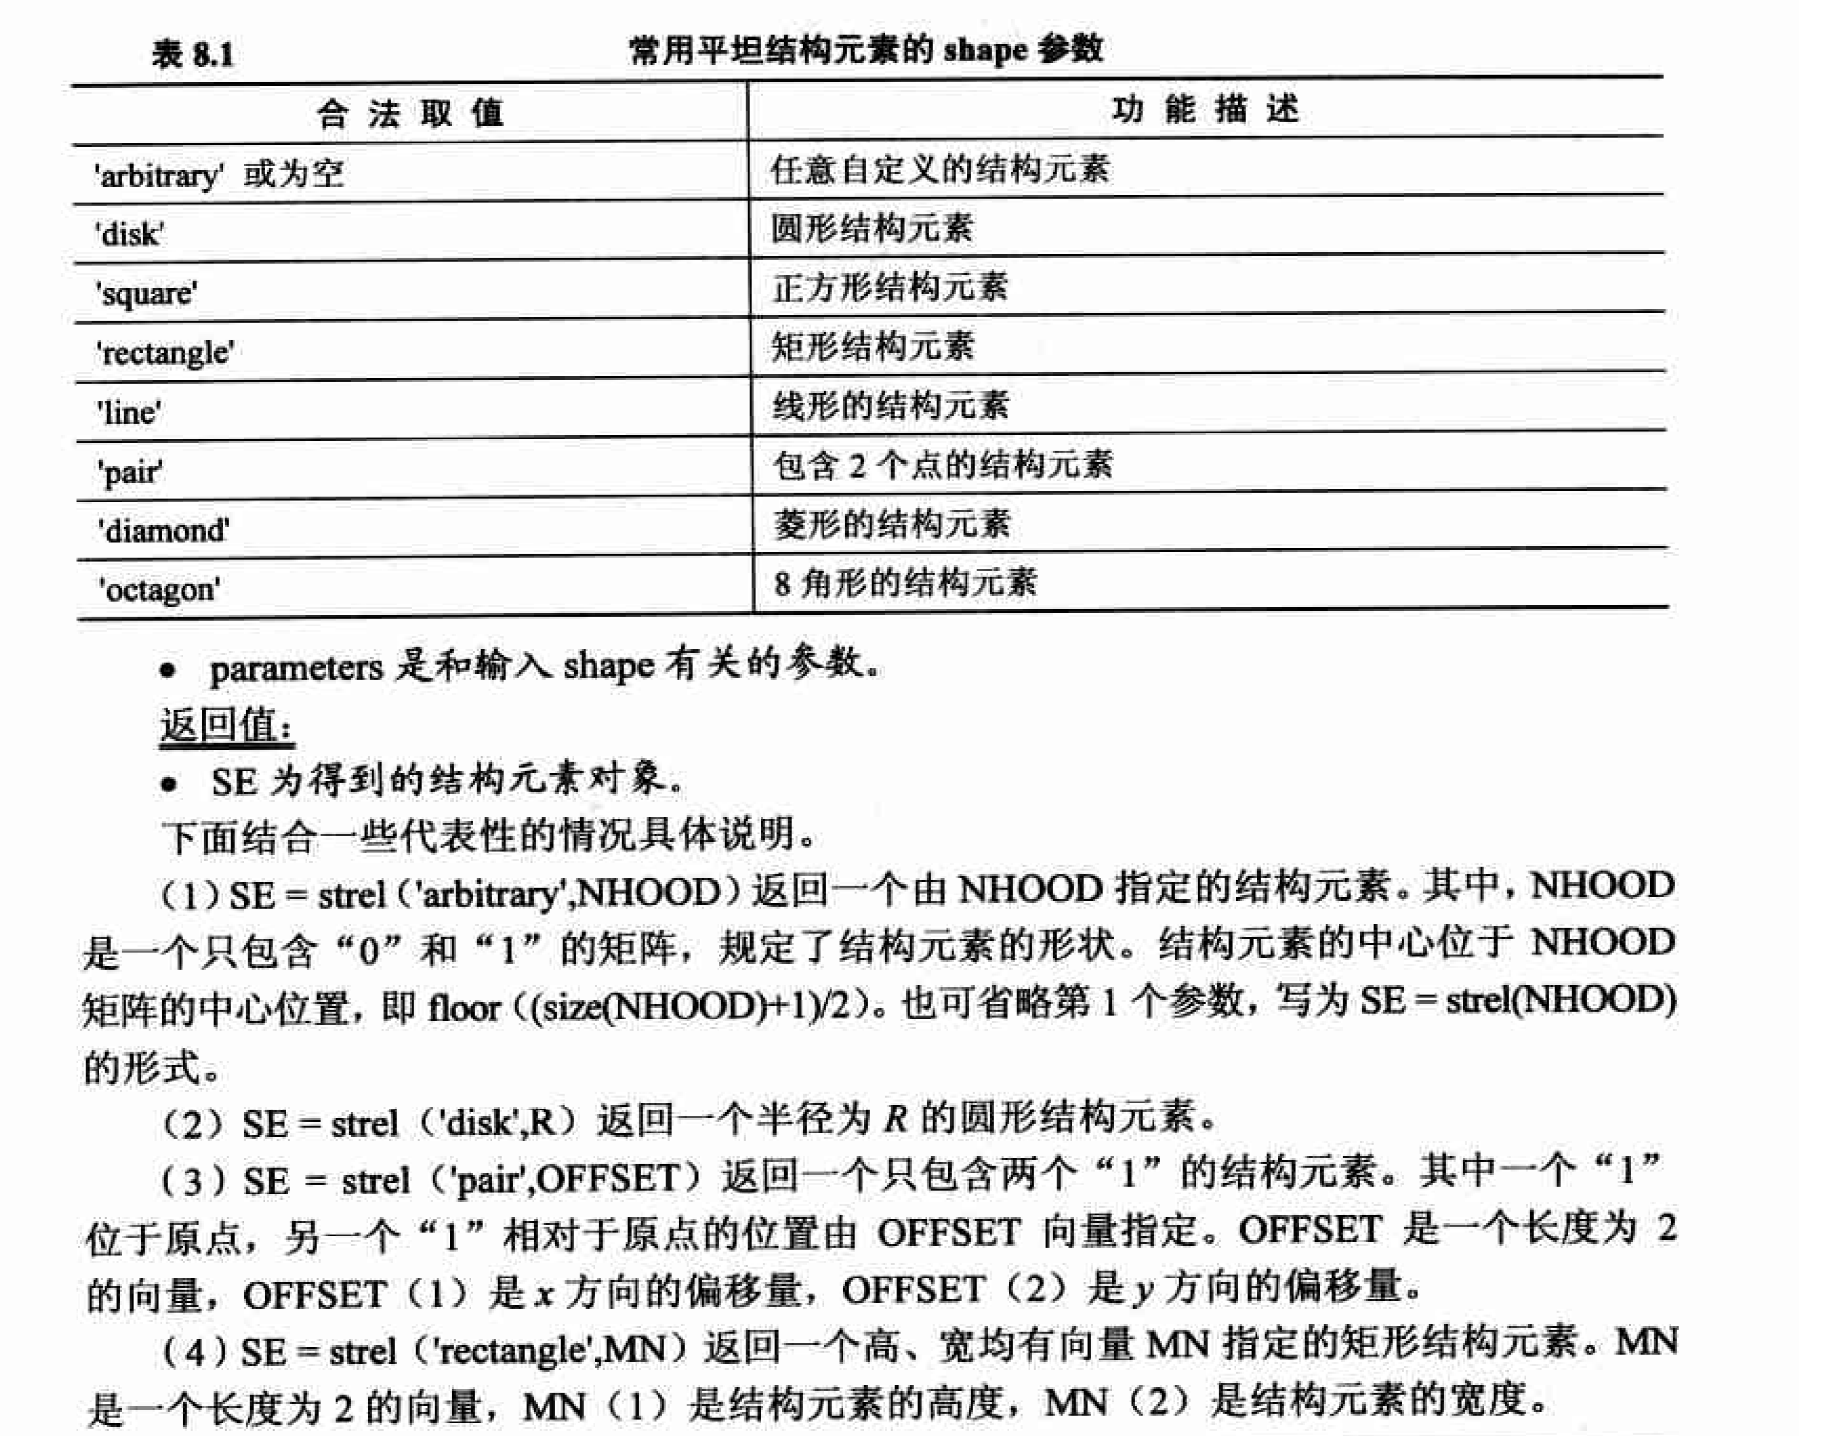 表 8.1 常用平坦结构元素的 shape 参数
合法取值 功能描述
'arbitrary' 或为空 任意自定义的结构元素
'disk' 圆形结构元素
'square' 正方形结构元素
'rectangle' 矩形结构元素
'line' 线形的结构元素
'pair' 包含 2 个点的结构元素
'diamond' 菱形的结构元素
'octagon' 8 角形的结构元素
● parameters 是和输入 shape 有关的参数。
返回值：
● SE 为得到的结构元素对象。
下面结合一些代表性的情况具体说明。
（1）SE = strel（'arbitrary',NHOOD）返回一个由 NHOOD 指定的结构元素。其中，NHOOD
是一个只包含“0”和“1”的矩阵，规定了结构元素的形状。结构元素的中心位于 NHOOD
矩阵的中心位置，即 floor（(size(NHOOD)+1)/2）。也可省略第 1 个参数，写为 SE = strel(NHOOD)
的形式。
（2）SE = strel（'disk',R）返回一个半径为 R 的圆形结构元素。
（3）SE = strel（'pair',OFFSET）返回一个只包含两个“1”的结构元素。其中一个“1”
位于原点，另一个“1”相对于原点的位置由 OFFSET 向量指定。OFFSET 是一个长度为 2
的向量，OFFSET（1）是 x 方向的偏移量，OFFSET（2）是 y 方向的偏移量。
（4）SE = strel（'rectangle',MN）返回一个高、宽均有向量 MN 指定的矩形结构元素。MN
是一个长度为 2 的向量，MN（1）是结构元素的高度，MN（2）是结构元素的宽度。